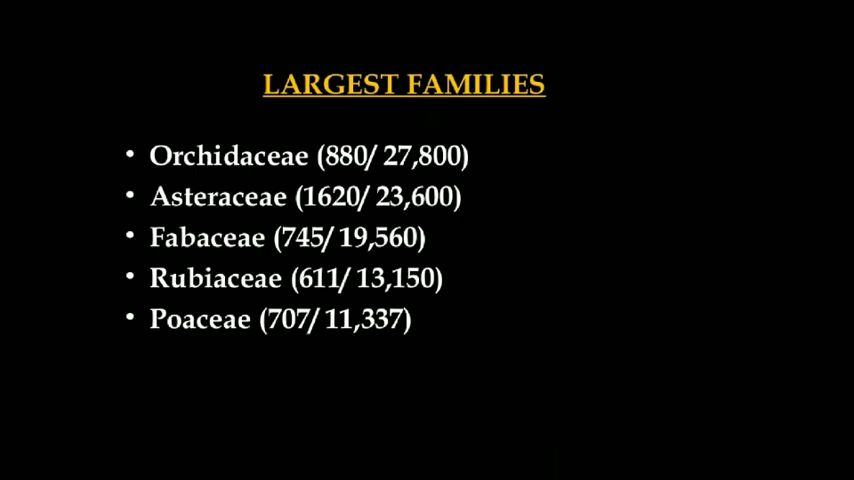 LARGEST FAMILIES
• Orchidaceae (880/ 27,800)
• Asteraceae (1620/ 23,600)
• Fabaceae (745/ 19,560)
• Rubiaceae (611/ 13,150)
• Poaceae (707/ 11,337)